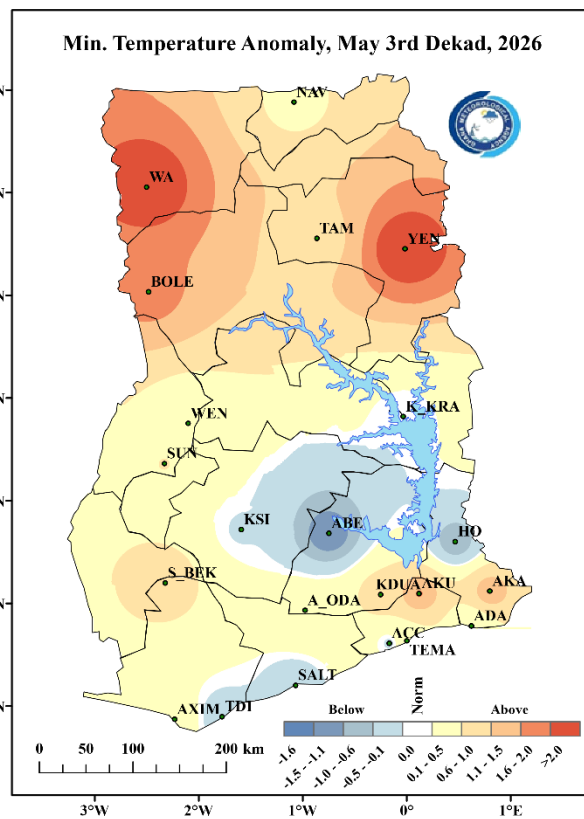 Min. Temperature Anomaly, May 3rd Dekad, 2026
NAV
GHANA METEOROLOGICAL AGENCY
WA
TAM
YEN
BOLE
K_KRA
WEN
SUN
KSI
ABE
HO
S_BEK
KDUA
AKU
AKA
A_ODA
ADA
ACC
TEMA
SALT
AXIM
TDI
Below
Norm
Above
0 50 100 200 km
-1.6
-1.5 - -1.1
-1.0 - -0.6
-0.5 - -0.1
0.0
0.1 - 0.5
0.6 - 1.0
1.1 - 1.5
1.6 - 2.0
>2.0
3°W 2°W 1°W 0° 1°E
N
N
N
N
N
N
N